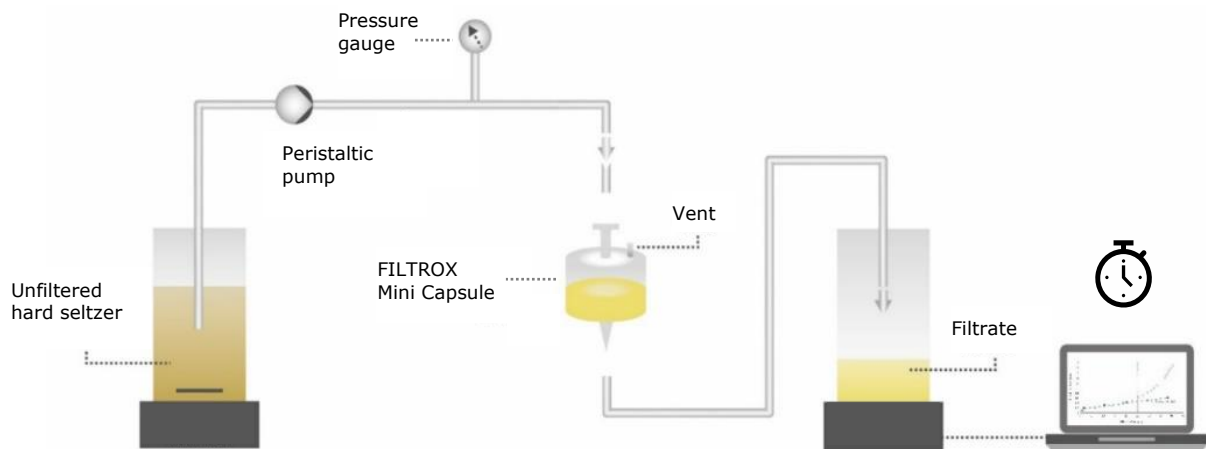 Pressure
gauge
Peristaltic
pump
Vent
FILTROX
Mini Capsule
Unfiltered
hard seltzer
Filtrate